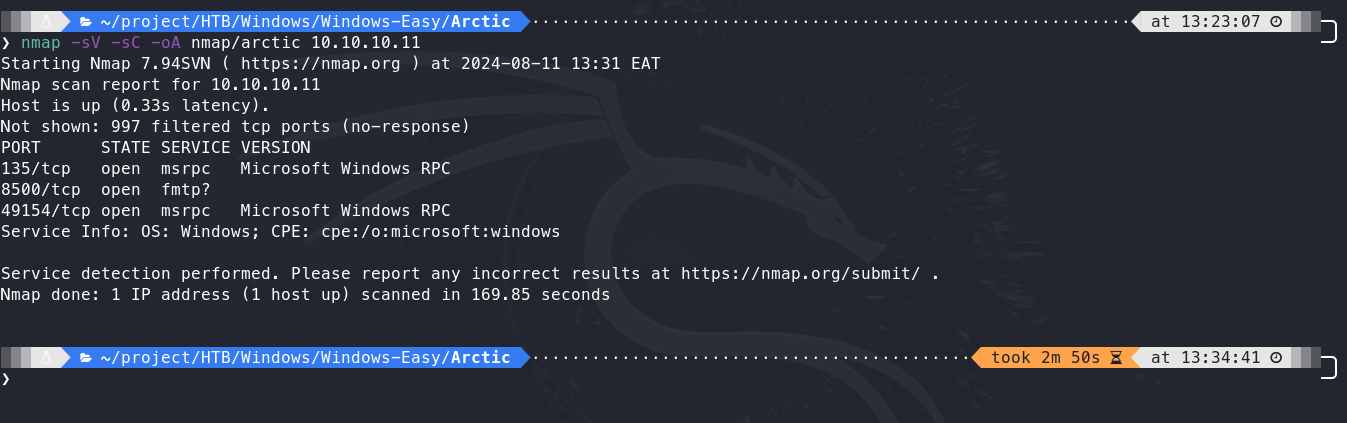 ~/project/HTB/Windows/Windows-Easy/Arctic at 13:23:07
❯ nmap -sV -sC -oA nmap/arctic 10.10.10.11
Starting Nmap 7.94SVN ( https://nmap.org ) at 2024-08-11 13:31 EAT
Nmap scan report for 10.10.10.11
Host is up (0.33s latency).
Not shown: 997 filtered tcp ports (no-response)
PORT      STATE SERVICE VERSION
135/tcp   open  msrpc   Microsoft Windows RPC
8500/tcp  open  fmtp?
49154/tcp open  msrpc   Microsoft Windows RPC
Service Info: OS: Windows; CPE: cpe:/o:microsoft:windows
Service detection performed. Please report any incorrect results at https://nmap.org/submit/ .
Nmap done: 1 IP address (1 host up) scanned in 169.85 seconds
~/project/HTB/Windows/Windows-Easy/Arctic took 2m 50s at 13:34:41
❯